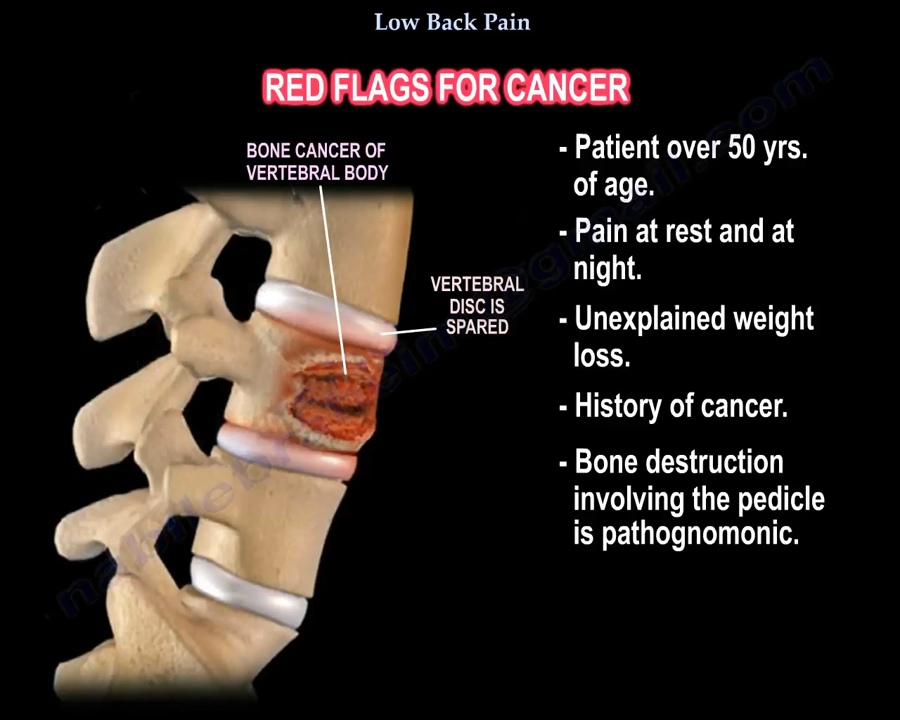 Low Back Pain
RED FLAGS FOR CANCER
BONE CANCER OF
VERTEBRAL BODY
VERTEBRAL
DISC IS
SPARED
- Patient over 50 yrs.
of age.
- Pain at rest and at
night.
- Unexplained weight
loss.
- History of cancer.
- Bone destruction
involving the pedicle
is pathognomonic.